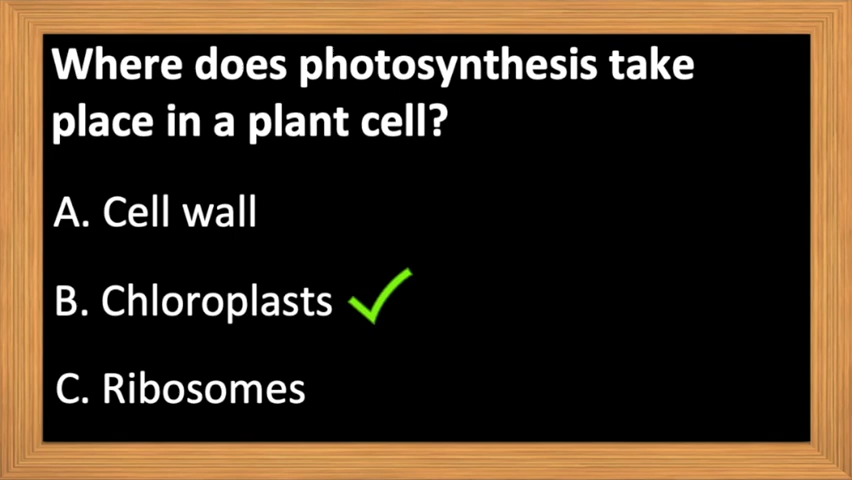 Where does photosynthesis take
place in a plant cell?
A. Cell wall
B. Chloroplasts
C. Ribosomes